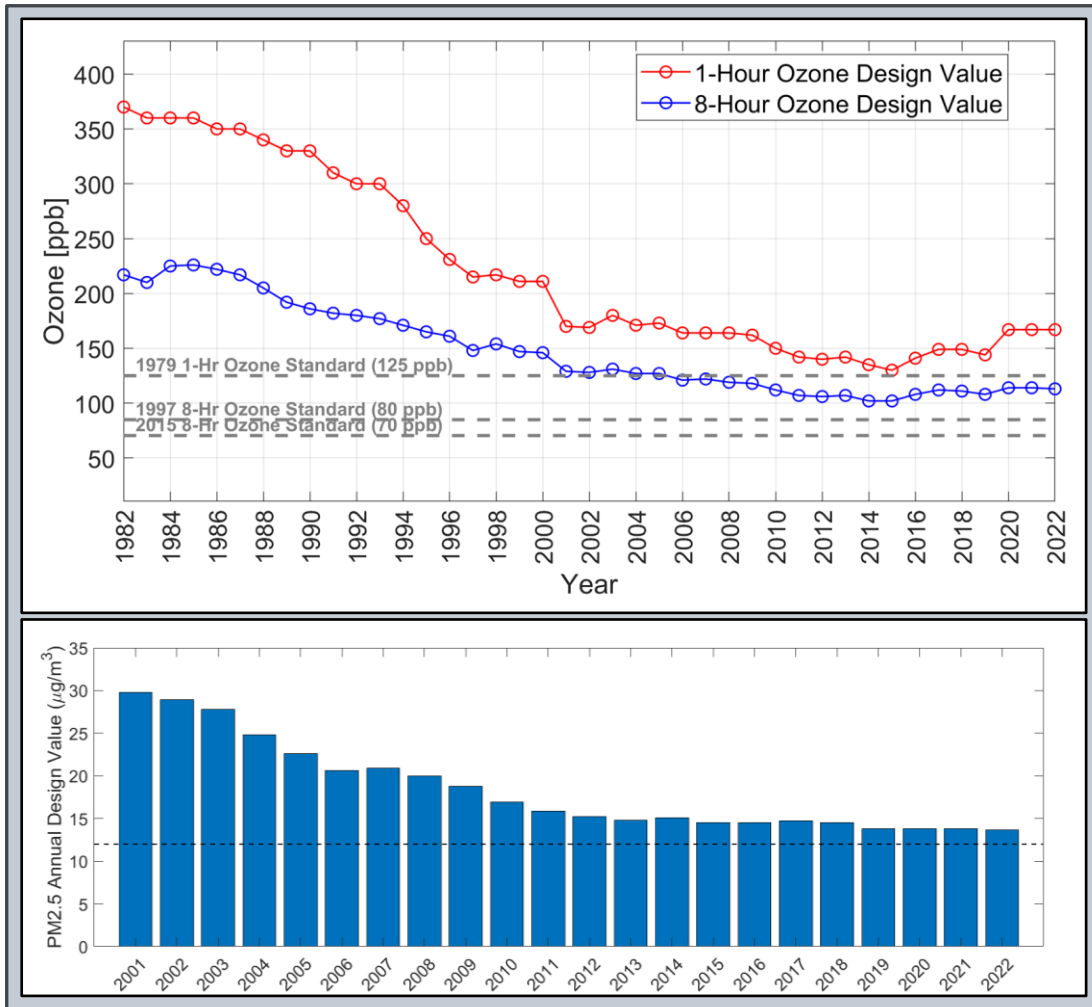 400
350
300
250
200
150
100
50
Ozone [ppb]
1-Hour Ozone Design Value
8-Hour Ozone Design Value
1979 1-Hr Ozone Standard (125 ppb)
1997 8-Hr Ozone Standard (80 ppb)
2015 8-Hr Ozone Standard (70 ppb)
1982 1984 1986 1988 1990 1992 1994 1996 1998 2000 2002 2004 2006 2008 2010 2012 2014 2016 2018 2020 2022
Year
PM2.5 Annual Design Value (μg/m³)
35
30
25
20
15
10
5
0
2001 2002 2003 2004 2005 2006 2007 2008 2009 2010 2011 2012 2013 2014 2015 2016 2017 2018 2019 2020 2021 2022